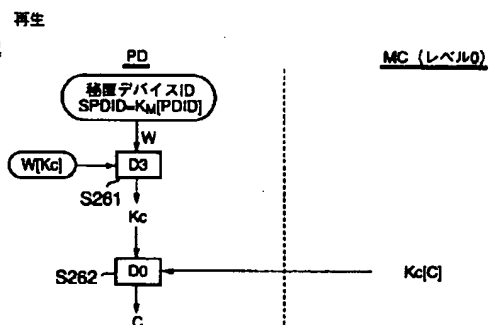 再生
PD
MC (レベル0)
秘匿デバイスID
SPDID=KM[PDID]
W
W[Kc]
D3
S261
Kc
S262
D0
Kc[C]
C